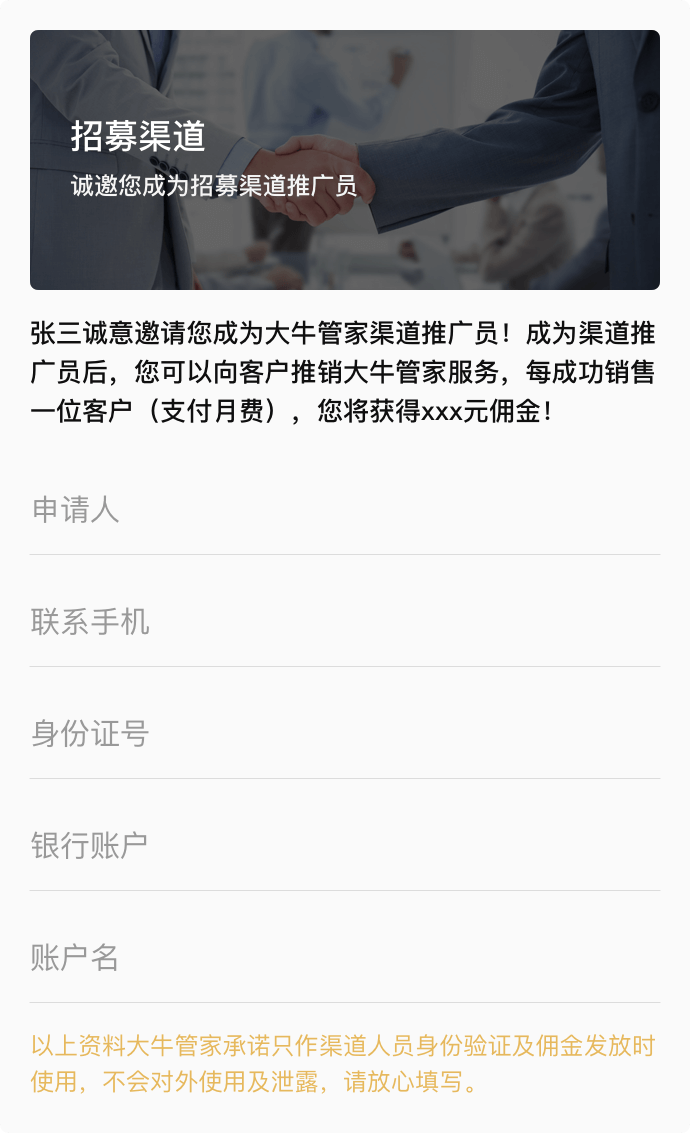 招募渠道
诚邀您成为招募渠道推广员
张三诚意邀请您成为大牛管家渠道推广员！成为渠道推
广员后，您可以向客户推销大牛管家服务，每成功销售
一位客户（支付月费），您将获得xxx元佣金！
申请人
联系手机
身份证号
银行账户
账户名
以上资料大牛管家承诺只作渠道人员身份验证及佣金发放时
使用，不会对外使用及泄露，请放心填写。